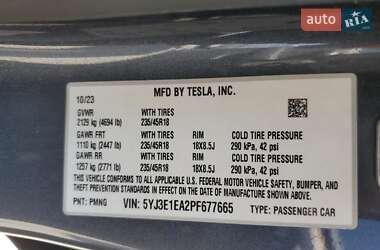 auto RIA
.com
MFD BY TESLA, INC.
10/23
GVWR WITH TIRES
2129 kg (4694 lb) 235/45R18
GAWR FRT WITH TIRES RIM COLD TIRE PRESSURE
1110 kg (2447 lb) 235/45R18 18X8.5J 290 kPa, 42 psi
GAWR RR WITH TIRES RIM COLD TIRE PRESSURE
1257 kg (2771 lb) 235/45R18 18X8.5J 290 kPa, 42 psi
THIS VEHICLE CONFORMS TO ALL APPLICABLE
FEDERAL MOTOR VEHICLE SAFETY, BUMPER, AND
THEFT PREVENTION STANDARDS IN EFFECT ON
THE DATE OF MANUFACTURE SHOWN ABOVE.
PNT: PMNG VIN: 5YJ3E1EA2PF677665 TYPE: PASSENGER CAR